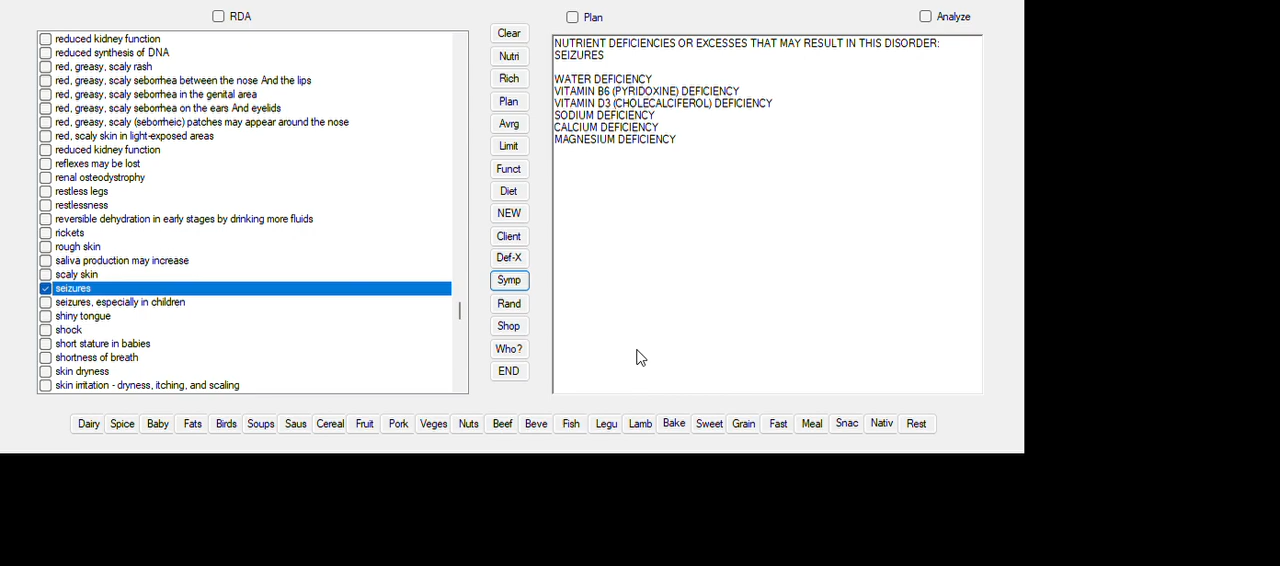 RDA
Plan
Analyze
reduced kidney function
reduced synthesis of DNA
red, greasy, scaly rash
red, greasy, scaly seborrhea between the nose And the lips
red, greasy, scaly seborrhea in the genital area
red, greasy, scaly seborrhea on the ears And eyelids
red, greasy, scaly (seborrheic) patches may appear around the nose
red, scaly skin in light-exposed areas
reduced kidney function
reflexes may be lost
renal osteodystrophy
restless legs
restlessness
reversible dehydration in early stages by drinking more fluids
rickets
rough skin
saliva production may increase
scaly skin
seizures
seizures, especially in children
shiny tongue
shock
short stature in babies
shortness of breath
skin dryness
skin irritation - dryness, itching, and scaling
Clear
Nutri
Rich
Plan
Avrg
Limit
Funct
Diet
NEW
Client
Def-X
Symp
Rand
Shop
Who?
END
NUTRIENT DEFICIENCIES OR EXCESSES THAT MAY RESULT IN THIS DISORDER:
SEIZURES
WATER DEFICIENCY
VITAMIN B6 (PYRIDOXINE) DEFICIENCY
VITAMIN D3 (CHOLECALCIFEROL) DEFICIENCY
SODIUM DEFICIENCY
CALCIUM DEFICIENCY
MAGNESIUM DEFICIENCY
Dairy Spice Baby Fats Birds Soups Saus Cereal Fruit Pork Veges Nuts Beef Beve Fish Legu Lamb Bake Sweet Grain Fast Meal Snac Nativ Rest